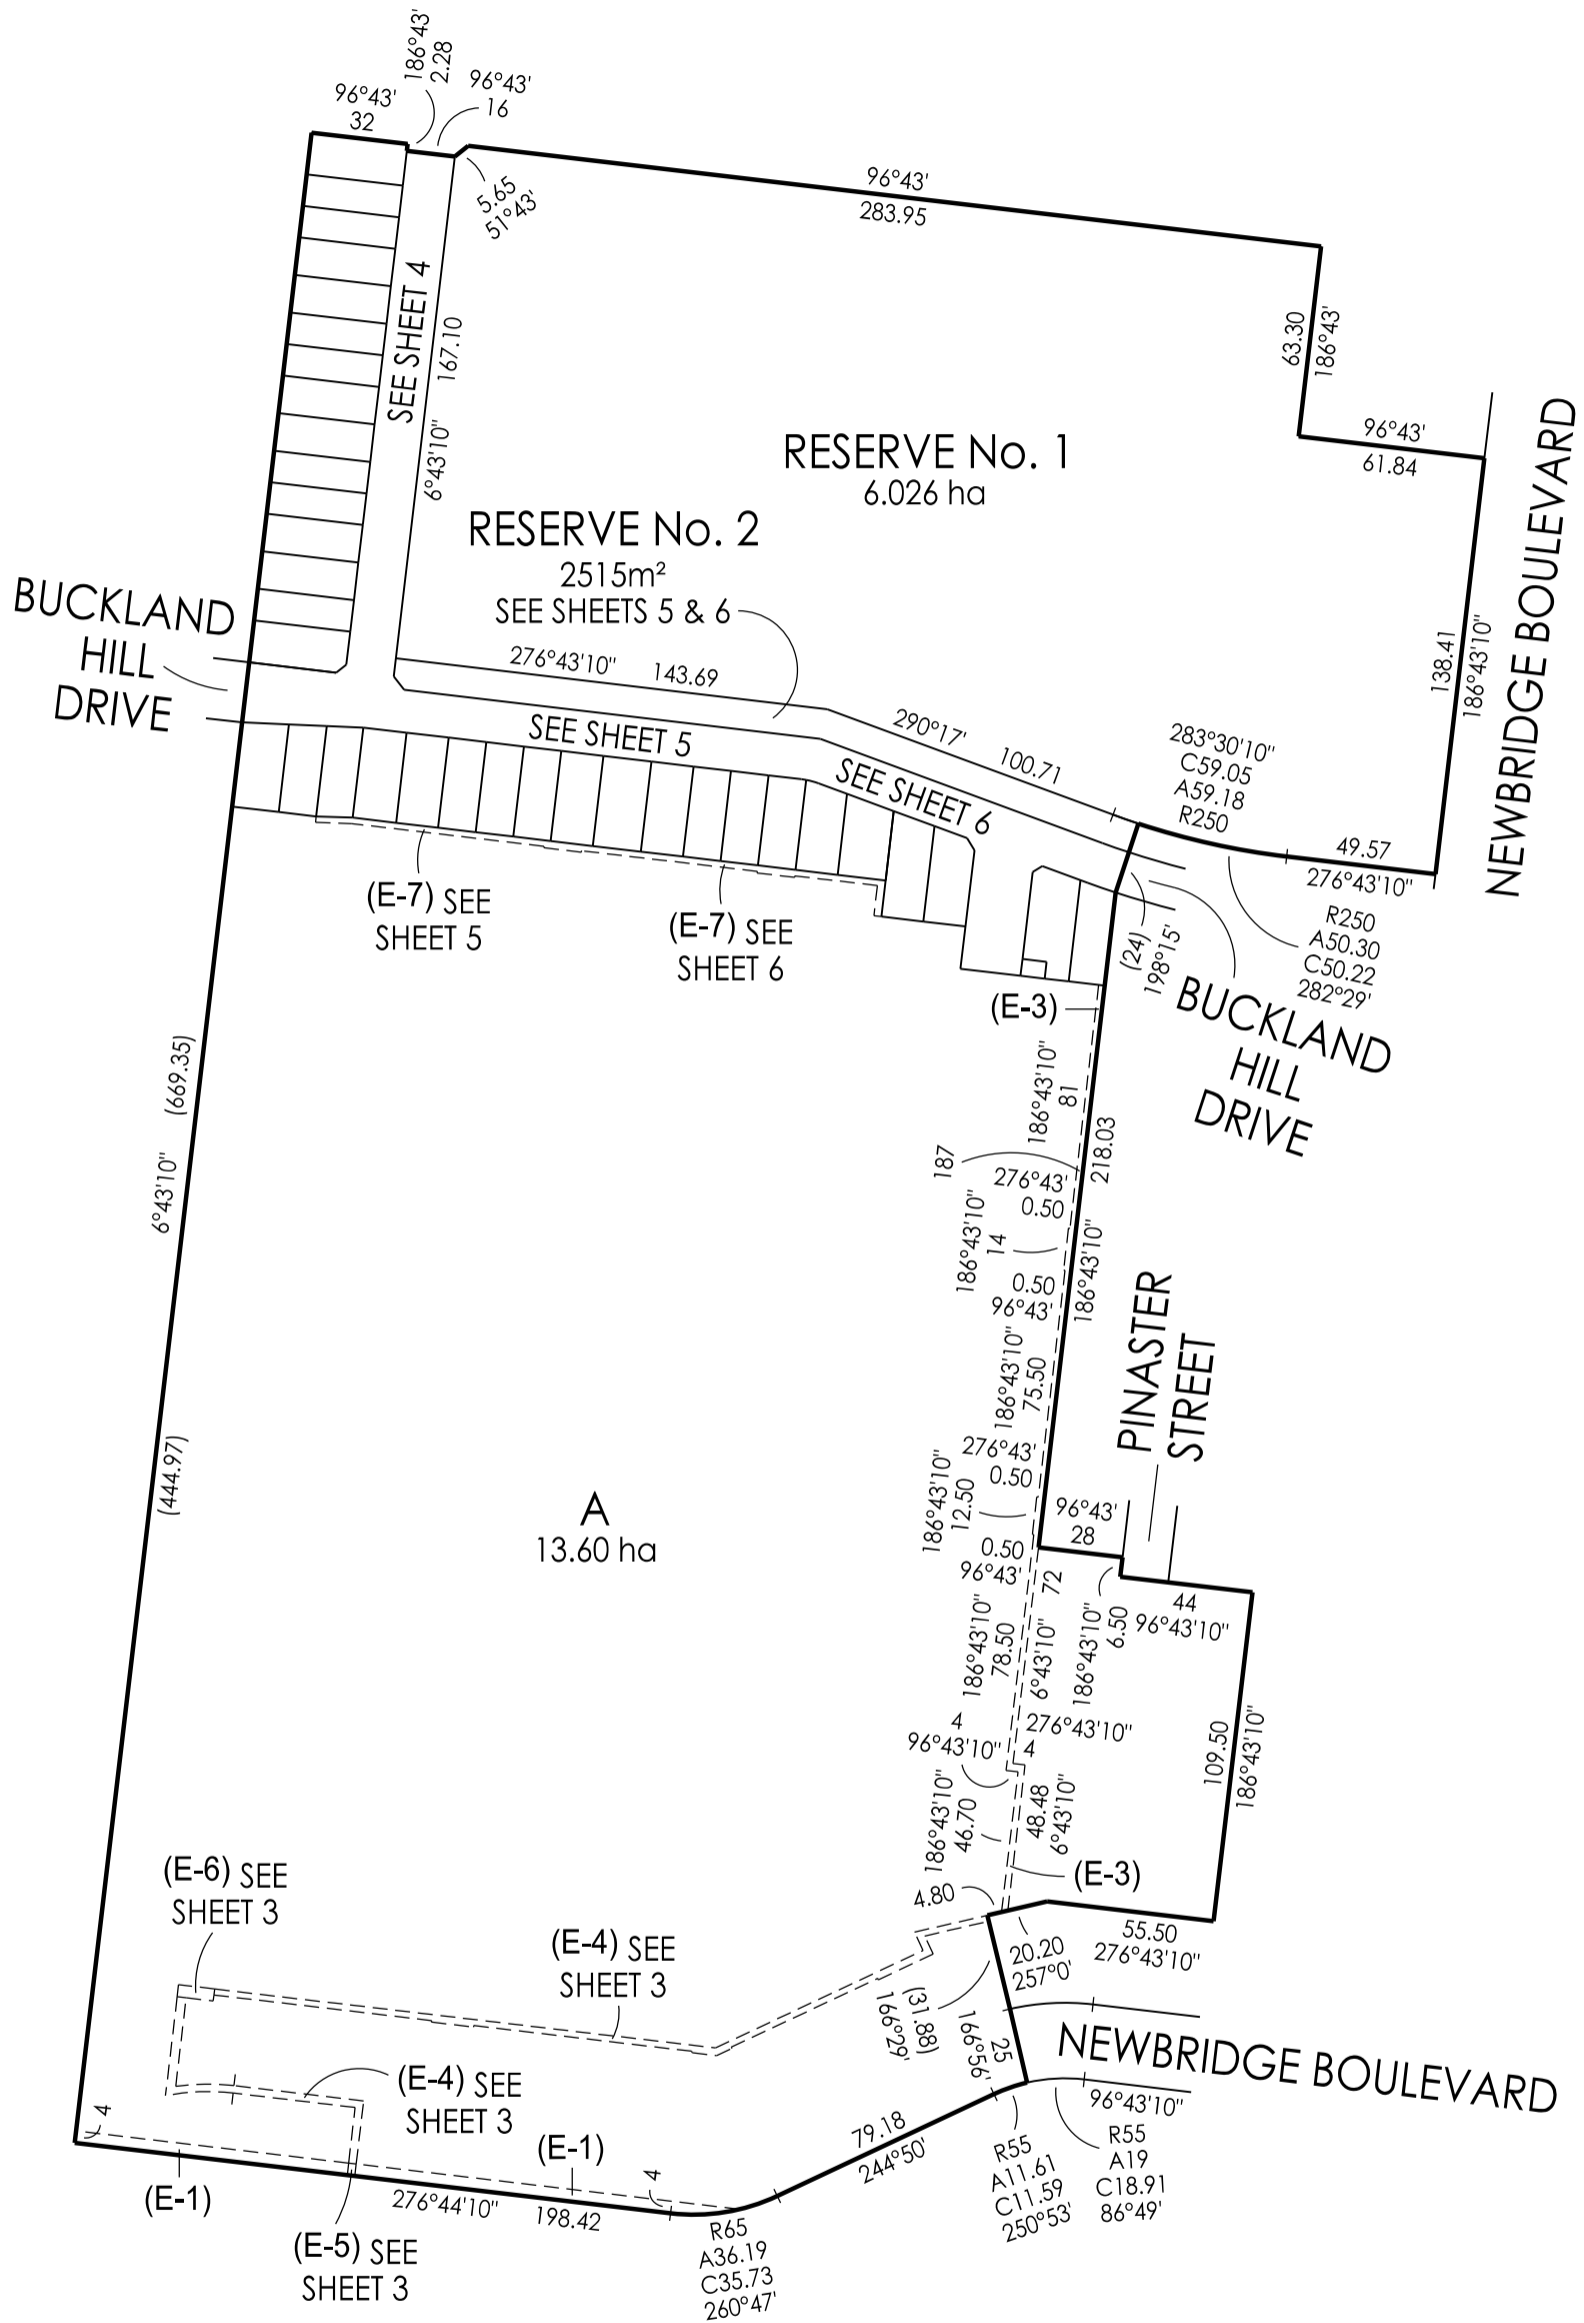 186°43'
2.28
96°43'
16
96°43'
32
5.65
51°43'
96°43'
283.95
63.30
186°43'
96°43'
61.84
NEWBRIDGE BOULEVARD
138.41
186°43'10"
SEE SHEET 4
167.10
6°43'10"
RESERVE No. 1
6.026 ha
RESERVE No. 2
2515m²
SEE SHEETS 5 & 6
BUCKLAND
HILL
DRIVE
276°43'10" 143.69
SEE SHEET 5
290°17' 100.71
SEE SHEET 6
283°30'10"
C59.05
A59.18
R250
49.57
276°43'10"
R250
A50.30
C50.22
282°29'
(24)
198°15'
BUCKLAND
HILL
DRIVE
(E-7) SEE
SHEET 5
(E-7) SEE
SHEET 6
(E-3)
186°43'10"
81
218.03
186°43'10"
187
276°43'
0.50
186°43'10"
14
0.50
96°43'
186°43'10"
75.50
276°43'
0.50
186°43'10"
12.50
0.50
96°43'
(669.35)
6°43'10"
(444.97)
A
13.60 ha
PINASTER
STREET
96°43'
28
186°43'10"
6.50
44
96°43'10"
72
6°43'10"
186°43'10"
78.50
276°43'10"
4
4
96°43'10"
109.50
186°43'10"
186°43'10"
46.70
48.48
6°43'10"
(E-3)
4.80
55.50
276°43'10"
20.20
257°0'
(31.88)
166°29'
25
166°56'
NEWBRIDGE BOULEVARD
96°43'10"
R55
A19
C18.91
86°49'
R55
A11.61
C11.59
250°53'
79.18
244°50'
(E-6) SEE
SHEET 3
(E-4) SEE
SHEET 3
(E-4) SEE
SHEET 3
4
(E-1)
(E-1)
4
276°44'10" 198.42
(E-5) SEE
SHEET 3
R65
A36.19
C35.73
260°47'